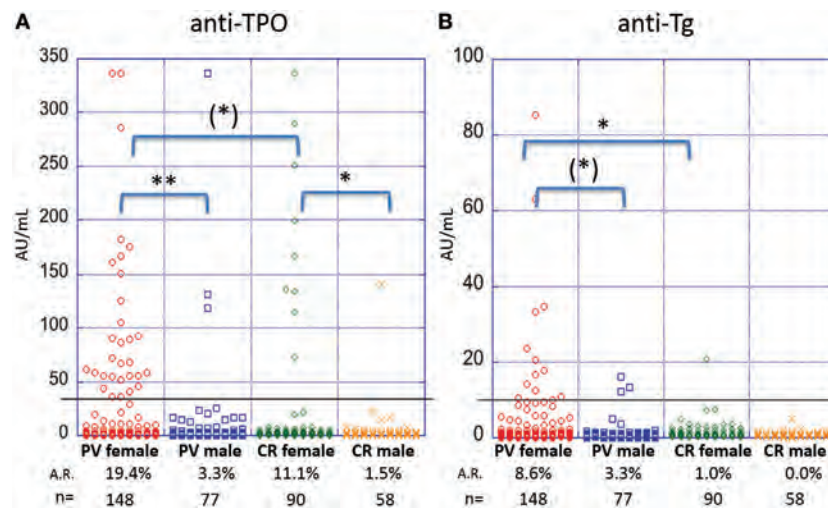 A anti-TPO
350
300
250
200
150
100
50
0
AU/mL
(*)
**
*
PV female PV male CR female CR male
A.R. 19.4% 3.3% 11.1% 1.5%
n= 148 77 90 58
B anti-Tg
100
80
60
40
20
0
AU/mL
*
(*)
PV female PV male CR female CR male
A.R. 8.6% 3.3% 1.0% 0.0%
n= 148 77 90 58